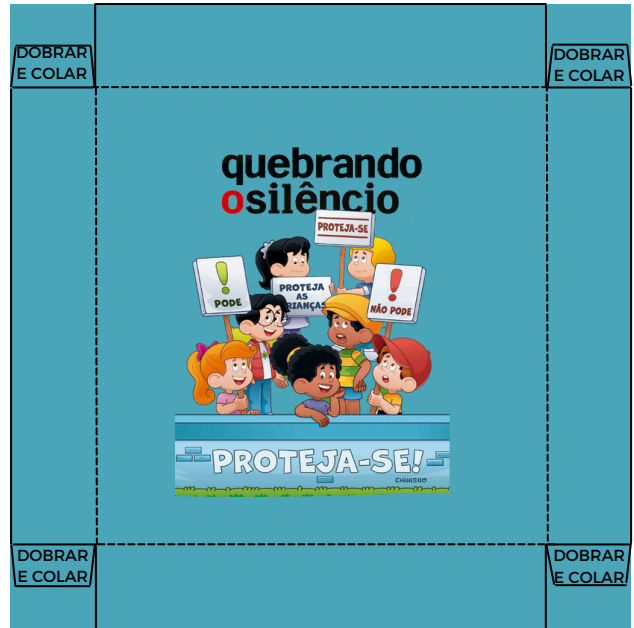 DOBRAR
E COLAR
DOBRAR
E COLAR
quebrando
osilêncio
PROTEJA-SE
PROTEJA
AS
RIANÇAS
PODE
NÃO PODE
PROTEJA-SE!
DOBRAR
E COLAR
DOBRAR
E COLAR